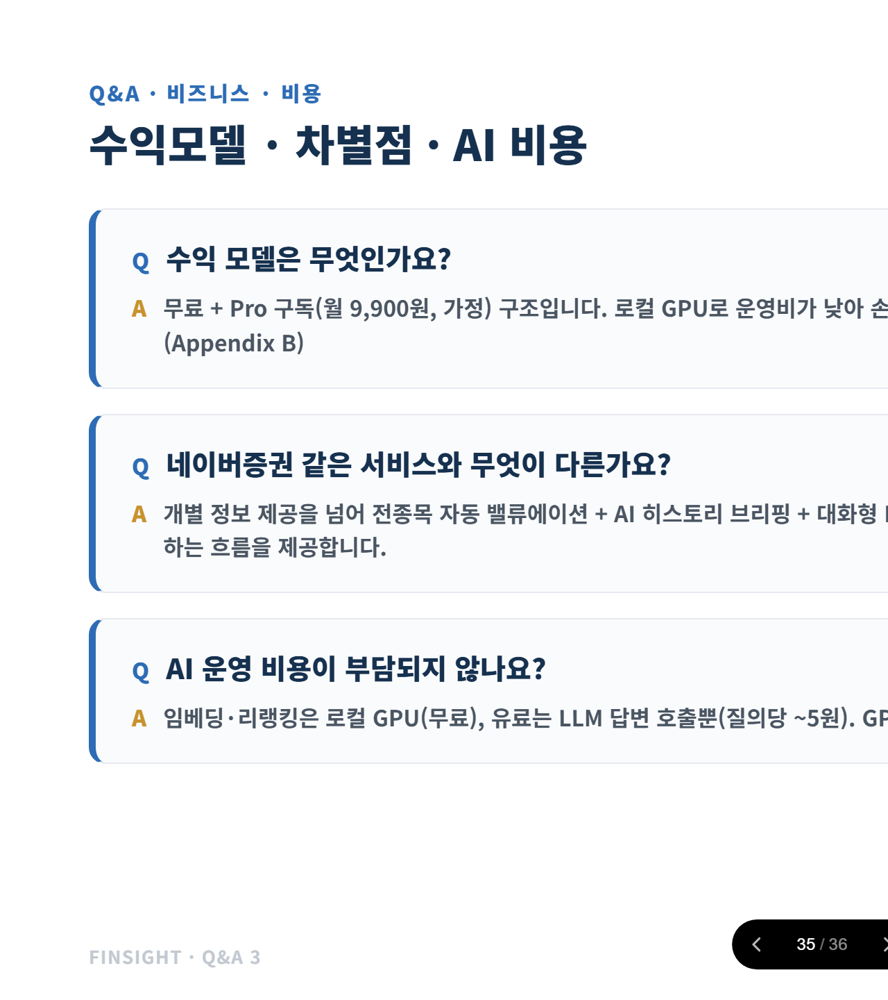 Q&A · 비즈니스 · 비용
수익모델 · 차별점 · AI 비용
Q 수익 모델은 무엇인가요?
A 무료 + Pro 구독(월 9,900원, 가정) 구조입니다. 로컬 GPU로 운영비가 낮아 손
(Appendix B)
Q 네이버증권 같은 서비스와 무엇이 다른가요?
A 개별 정보 제공을 넘어 전종목 자동 밸류에이션 + AI 히스토리 브리핑 + 대화형
하는 흐름을 제공합니다.
Q AI 운영 비용이 부담되지 않나요?
A 임베딩·리랭킹은 로컬 GPU(무료), 유료는 LLM 답변 호출뿐(질의당 ~5원). GP
FINSIGHT · Q&A 3
35 / 36